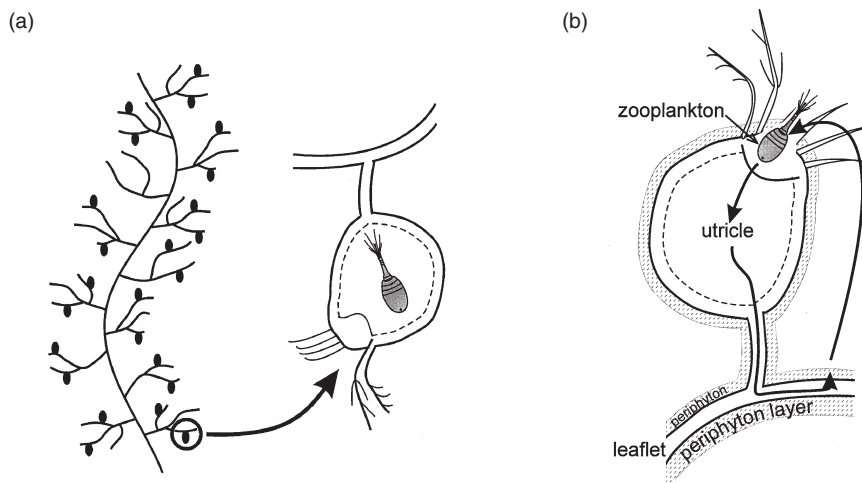 (a)
(b)
zooplankton
utricle
periphyton
leaflet
periphyton layer